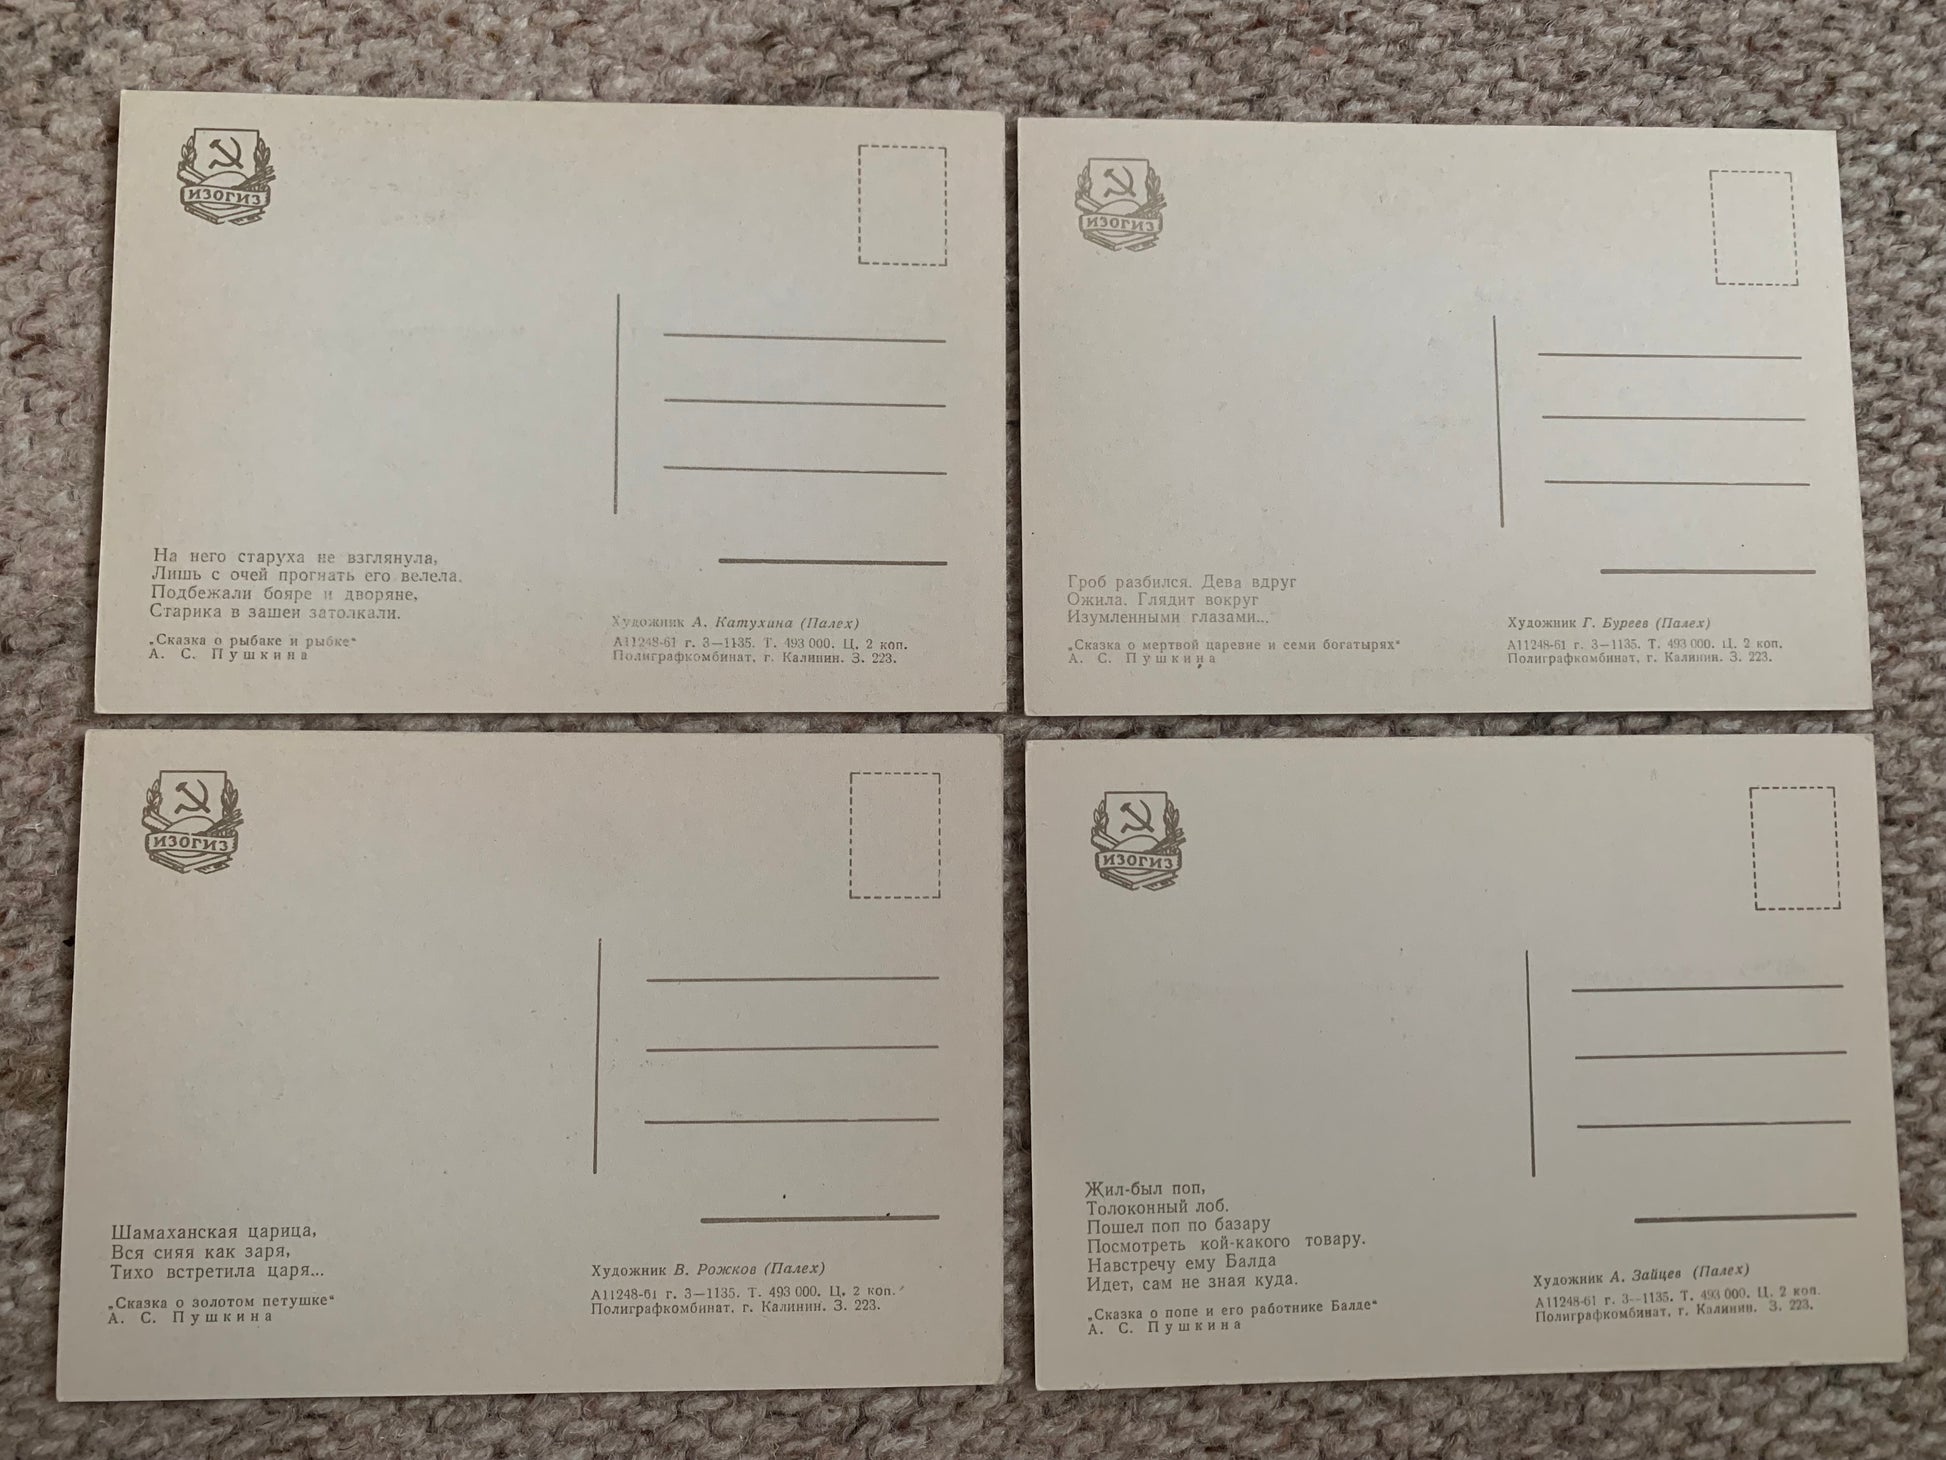 ИЗОГИЗ
На него старуха не взглянула,
Лишь с очей прогнать его велела.
Подбежали бояре и дворяне,
Старика в зашеи затолкали.
„Сказка о рыбаке и рыбке“
А. С. Пушкина
Художник А. Катухина (Палех)
А11248-61 г. 3—1135. Т. 493 000. Ц. 2 коп.
Полиграфкомбинат, г. Калинин. З. 223.
ИЗОГИЗ
Гроб разбился. Дева вдруг
Ожила. Глядит вокруг
Изумленными глазами...
„Сказка о мертвой царевне и семи богатырях“
А. С. Пушкина
Художник Г. Буреев (Палех)
А11248-61 г. 3—1135. Т. 493 000. Ц. 2 коп.
Полиграфкомбинат, г. Калинин. З. 223.
ИЗОГИЗ
Шамаханская царица,
Вся сияя как заря,
Тихо встретила царя...
„Сказка о золотом петушке“
А. С. Пушкина
Художник В. Рожков (Палех)
А11248-61 г. 3—1135. Т. 493 000. Ц. 2 коп.
Полиграфкомбинат, г. Калинин. З. 223.
ИЗОГИЗ
Жил-был поп,
Толоконный лоб.
Пошел поп по базару
Посмотреть кой-какого товару.
Навстречу ему Балда
Идет, сам не зная куда.
„Сказка о попе и его работнике Балде“
А. С. Пушкина
Художник А. Зайцев (Палех)
А11248-61 г. 3—1135. Т. 493 000. Ц. 2 коп.
Полиграфкомбинат, г. Калинин. З. 223.